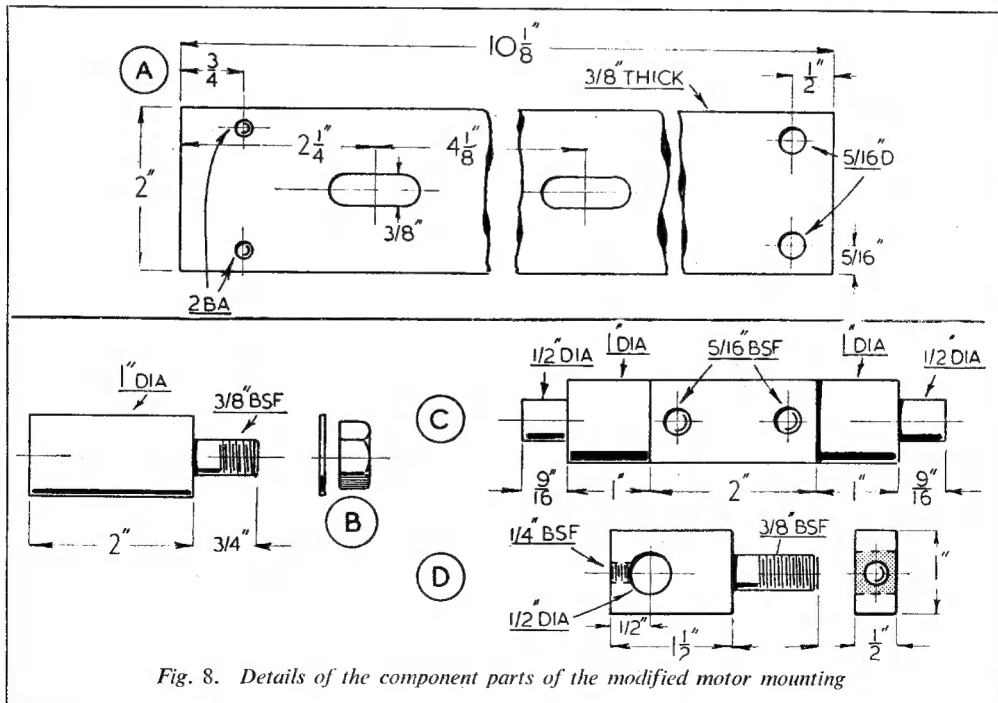 10 1/8"
A
3/4
3/8" THICK
1/2"
2 1/4"
4 1/8"
2"
5/16"D
3/8"
5/16"
2BA
1" DIA
3/8" BSF
2"
3/4"
B
C
1/2" DIA
1" DIA
5/16" BSF
1" DIA
1/2" DIA
9/16"
1"
2"
1"
9/16"
D
1/4" BSF
3/8" BSF
1/2" DIA
1/2"
1 1/2"
1"
1/2"
Fig. 8. Details of the component parts of the modified motor mounting